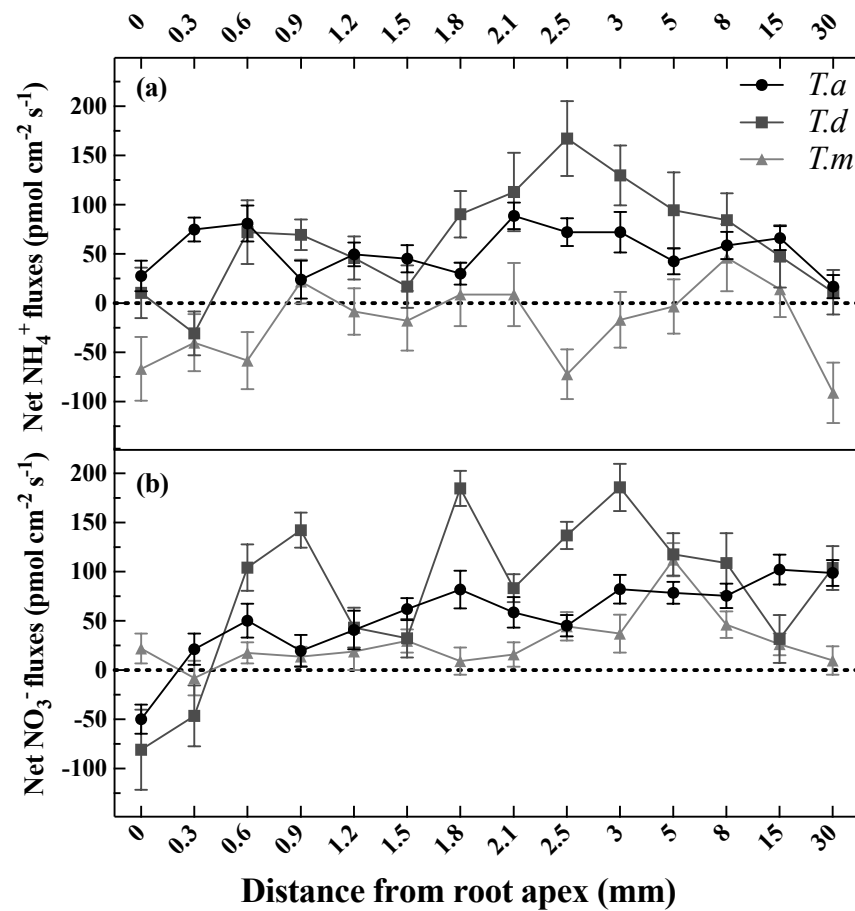 0 0.3 0.6 0.9 1.2 1.5 1.8 2.1 2.5 3 5 8 15 30
(a)
T.a
T.d
T.m
200
150
100
50
0
-50
-100
Net NH₄⁺ fluxes (pmol cm⁻² s⁻¹)
(b)
200
150
100
50
0
-50
-100
Net NO₃⁻ fluxes (pmol cm⁻² s⁻¹)
0 0.3 0.6 0.9 1.2 1.5 1.8 2.1 2.5 3 5 8 15 30
Distance from root apex (mm)